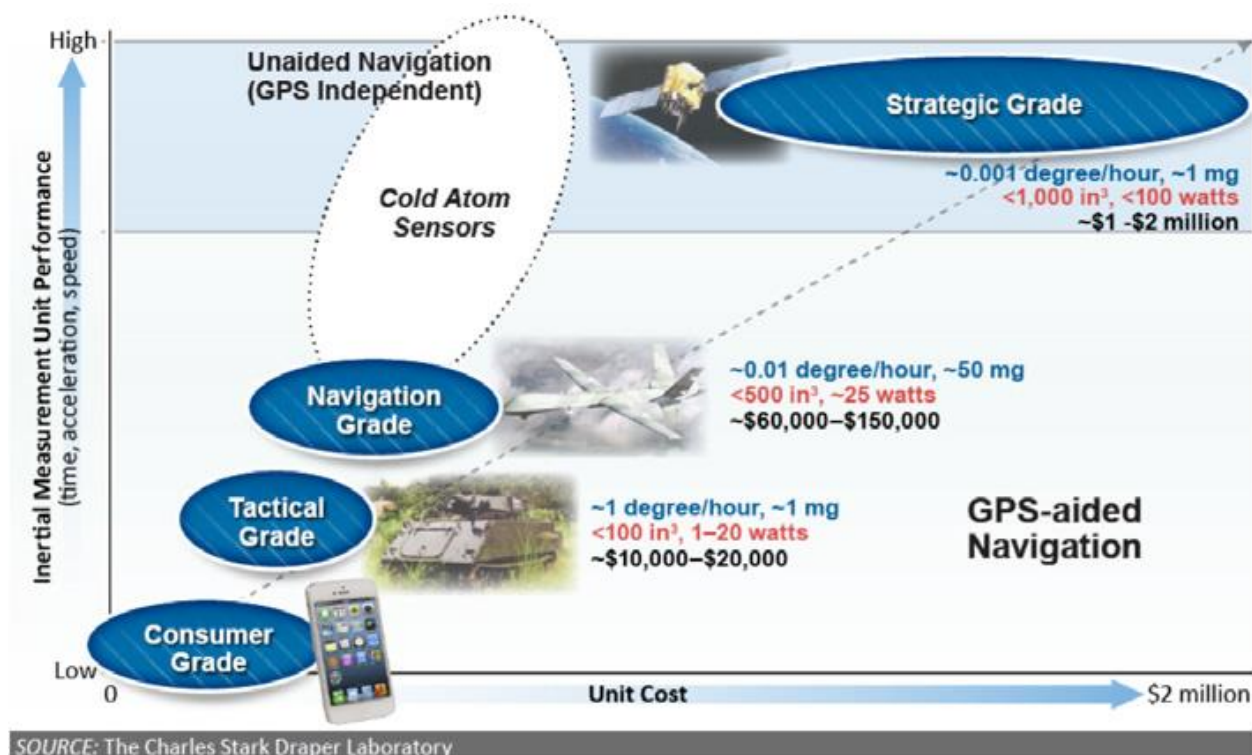 High
Unaided Navigation
(GPS Independent)
Strategic Grade
Cold Atom
Sensors
~0.001 degree/hour, ~1 mg
<1,000 in³, <100 watts
~$1 -$2 million
Inertial Measurement Unit Performance
(time, acceleration, speed)
Navigation
Grade
~0.01 degree/hour, ~50 mg
<500 in³, ~25 watts
~$60,000–$150,000
Tactical
Grade
~1 degree/hour, ~1 mg
<100 in³, 1–20 watts
~$10,000–$20,000
GPS-aided
Navigation
Consumer
Grade
Low
0
Unit Cost
$2 million
SOURCE: The Charles Stark Draper Laboratory